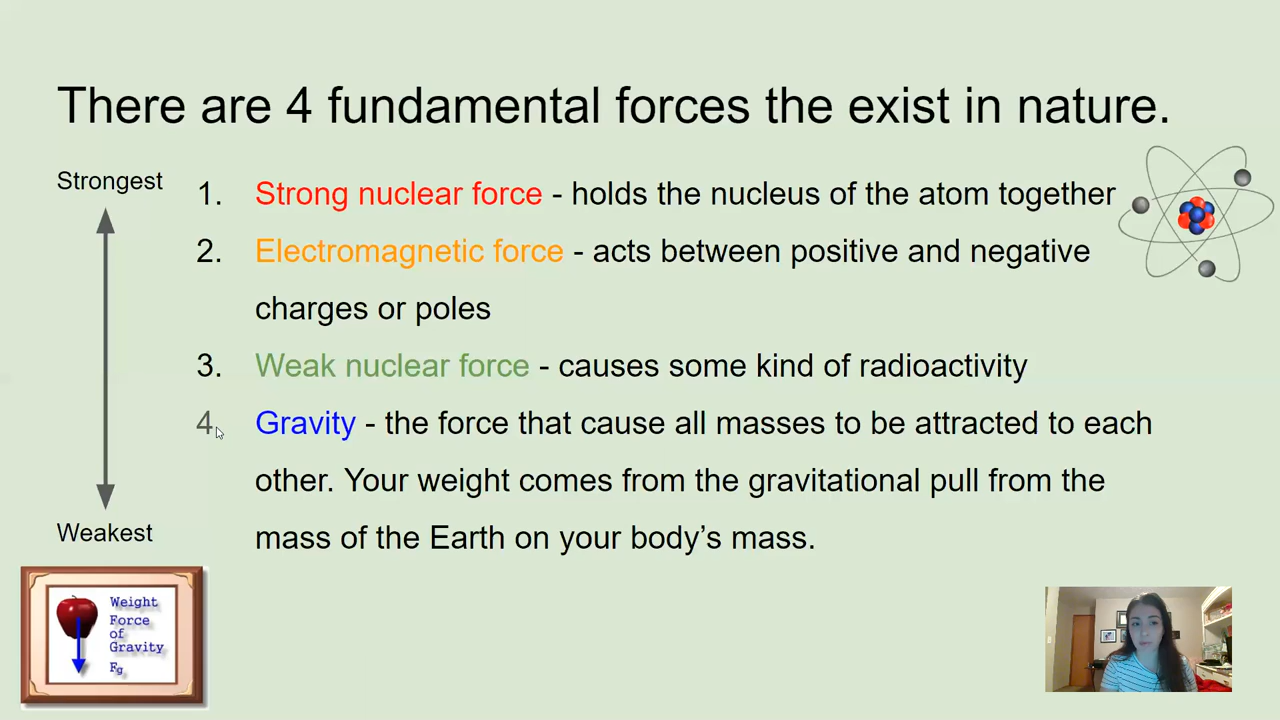 There are 4 fundamental forces the exist in nature.
Strongest
1. Strong nuclear force - holds the nucleus of the atom together
2. Electromagnetic force - acts between positive and negative
charges or poles
3. Weak nuclear force - causes some kind of radioactivity
4. Gravity - the force that cause all masses to be attracted to each
other. Your weight comes from the gravitational pull from the
mass of the Earth on your body’s mass.
Weakest
Weight
Force
of
Gravity
Fg